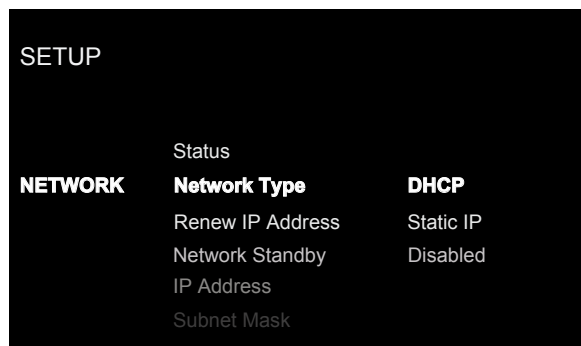 SETUP
Status
NETWORK Network Type DHCP
Renew IP Address Static IP
Network Standby Disabled
IP Address
Subnet Mask